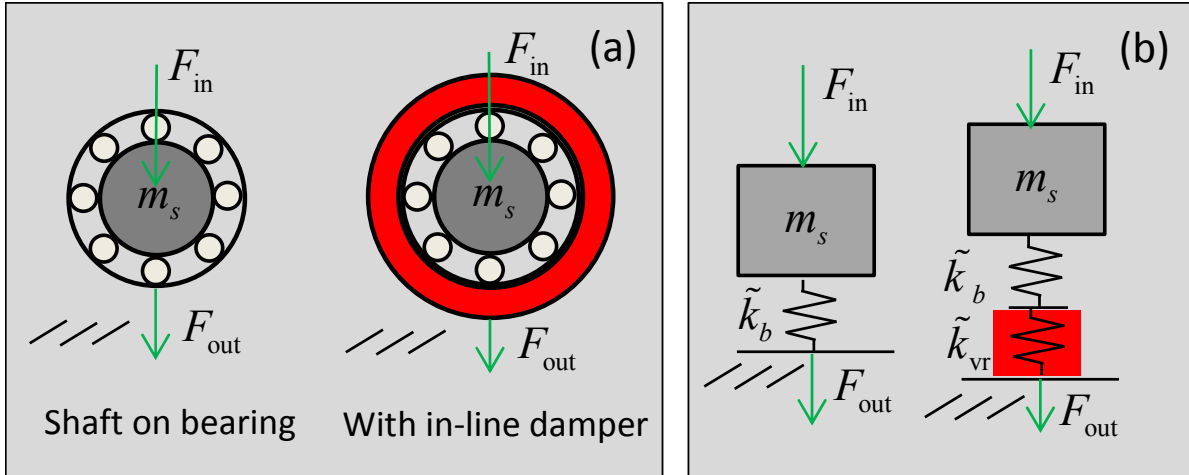 (a)
F_in
F_in
m_s
m_s
F_out
F_out
Shaft on bearing
With in-line damper
(b)
F_in
F_in
m_s
m_s
k̃_b
k̃_b
k̃_vr
F_out
F_out